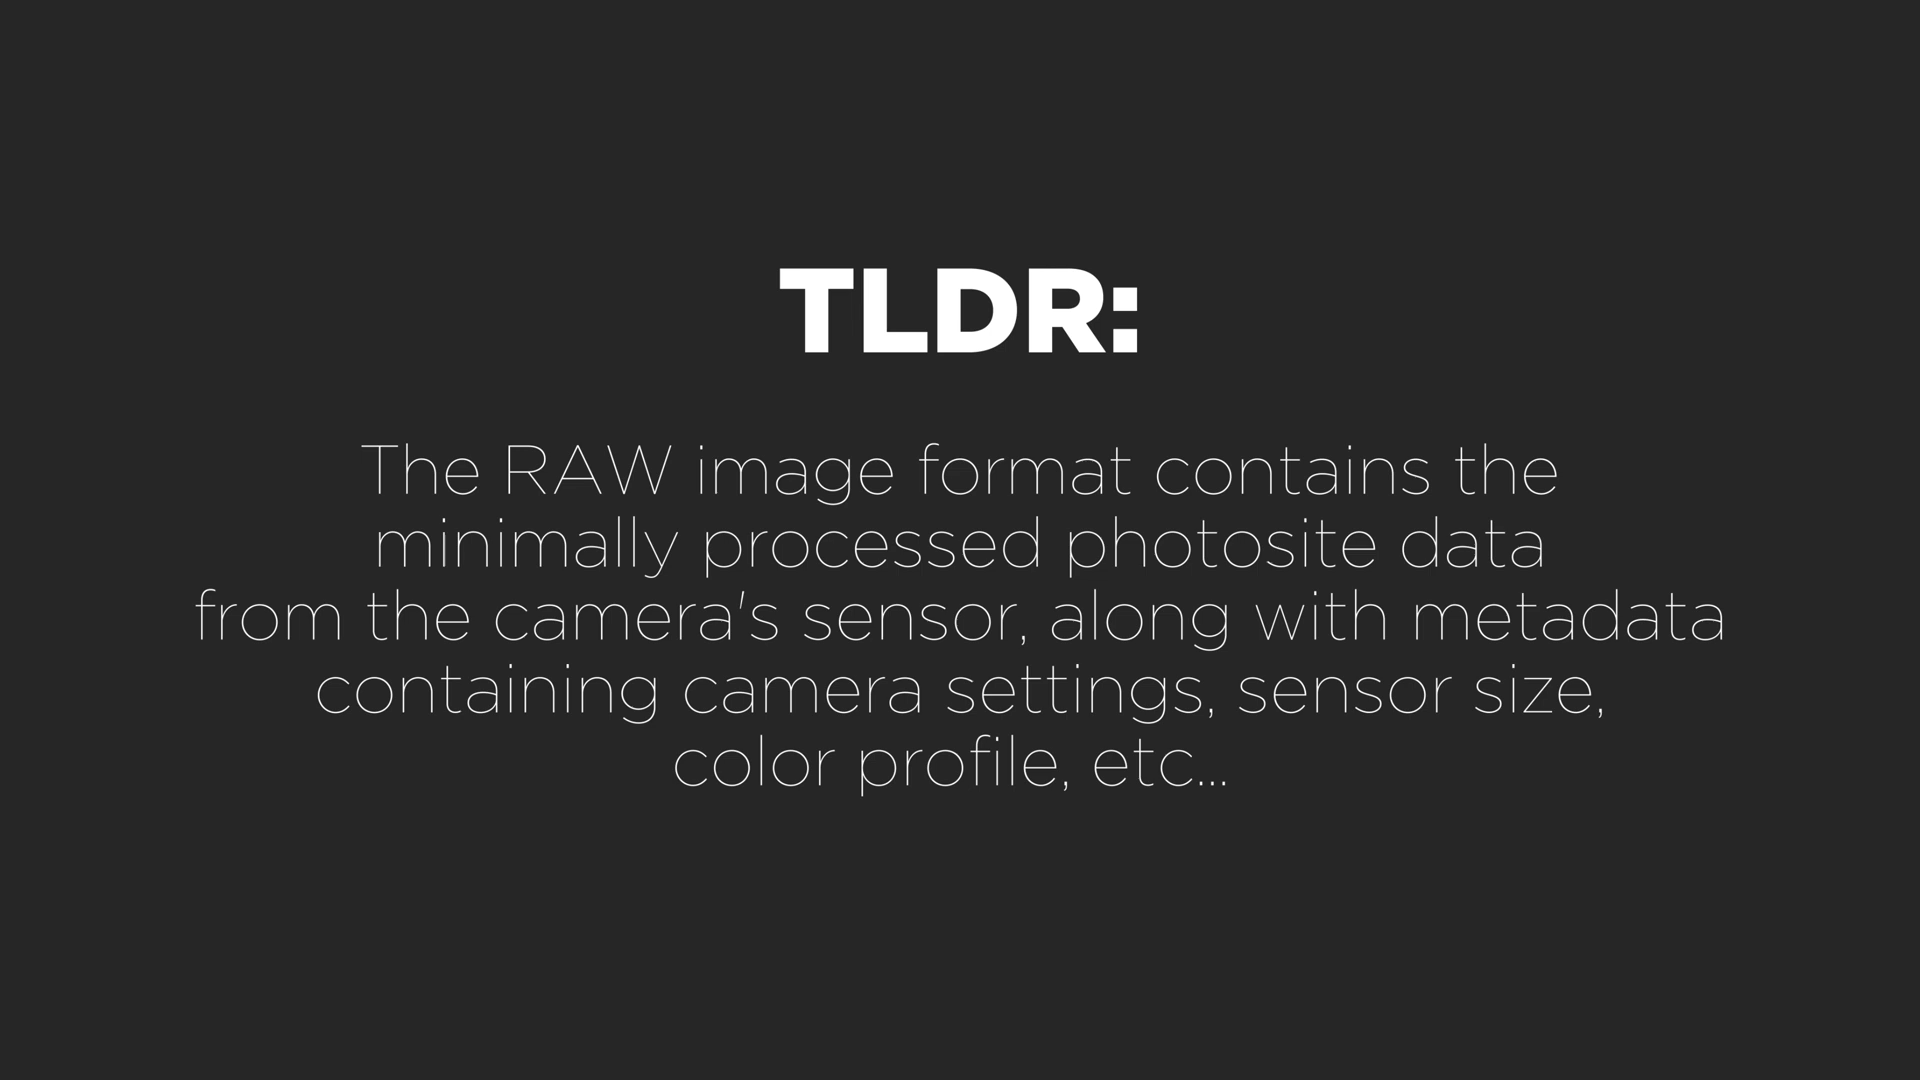 TLDR:
The RAW image format contains the
minimally processed photosite data
from the camera's sensor, along with metadata
containing camera settings, sensor size,
color profile, etc...